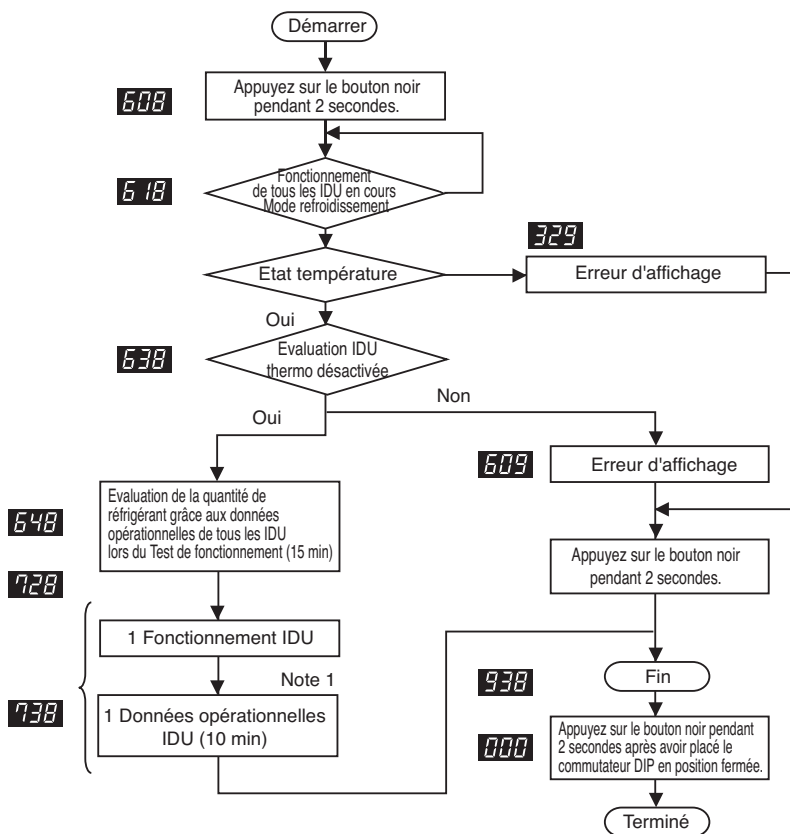 Démarrer
608
Appuyez sur le bouton noir
pendant 2 secondes.
618
Fonctionnement
de tous les IDU en cours
Mode refroidissement
329
Etat température
Erreur d'affichage
Oui
638
Evaluation IDU
thermo désactivée
Non
Oui
609
Erreur d'affichage
648
Evaluation de la quantité de
réfrigérant grâce aux données
opérationnelles de tous les IDU
lors du Test de fonctionnement (15 min)
Appuyez sur le bouton noir
pendant 2 secondes.
728
1 Fonctionnement IDU
Note 1
738
1 Données opérationnelles
IDU (10 min)
938
Fin
000
Appuyez sur le bouton noir pendant
2 secondes après avoir placé le
commutateur DIP en position fermée.
Terminé